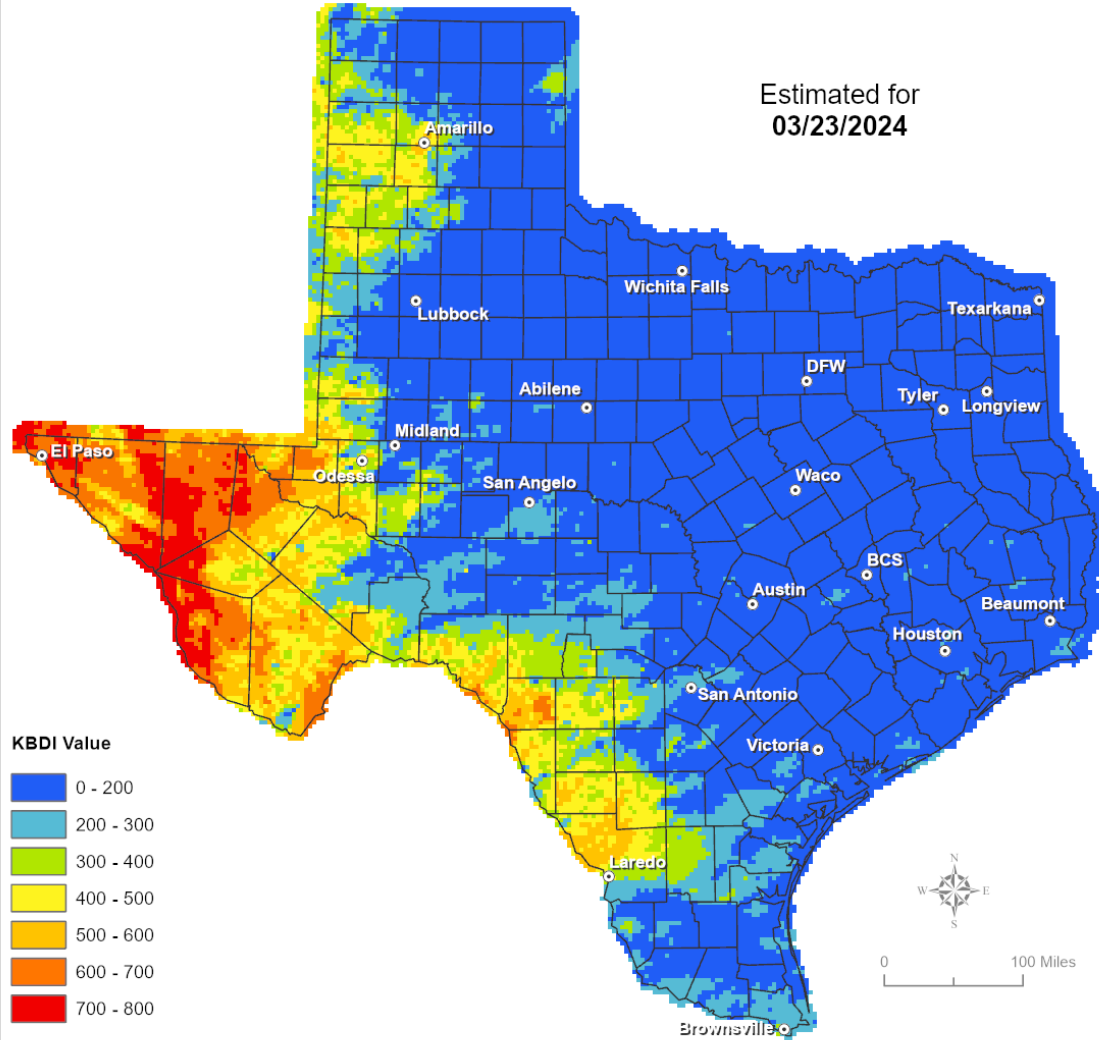 Estimated for
03/23/2024
Amarillo
Wichita Falls
Lubbock
Texarkana
DFW
Abilene
Tyler
Longview
Midland
El Paso
Odessa
San Angelo
Waco
BCS
Austin
Beaumont
Houston
San Antonio
Victoria
Laredo
Brownsville
KBDI Value
0 - 200
200 - 300
300 - 400
400 - 500
500 - 600
600 - 700
700 - 800
N
W E
S
0 100 Miles